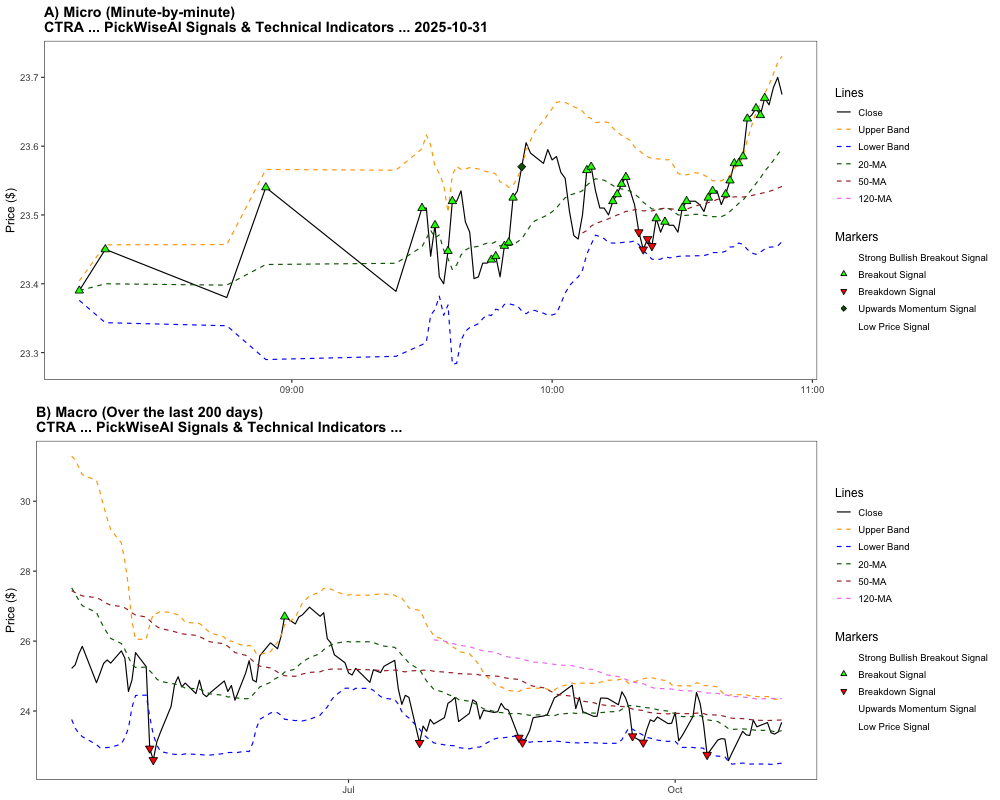 A) Micro (Minute-by-minute)
CTRA ... PickWiseAI Signals & Technical Indicators ... 2025-10-31
Price ($)
23.7
23.6
23.5
23.4
23.3
09:00
10:00
11:00
Lines
Close
Upper Band
Lower Band
20-MA
50-MA
120-MA
Markers
Strong Bullish Breakout Signal
Breakout Signal
Breakdown Signal
Upwards Momentum Signal
Low Price Signal
B) Macro (Over the last 200 days)
CTRA ... PickWiseAI Signals & Technical Indicators ...
Price ($)
30
28
26
24
Jul
Oct
Lines
Close
Upper Band
Lower Band
20-MA
50-MA
120-MA
Markers
Strong Bullish Breakout Signal
Breakout Signal
Breakdown Signal
Upwards Momentum Signal
Low Price Signal